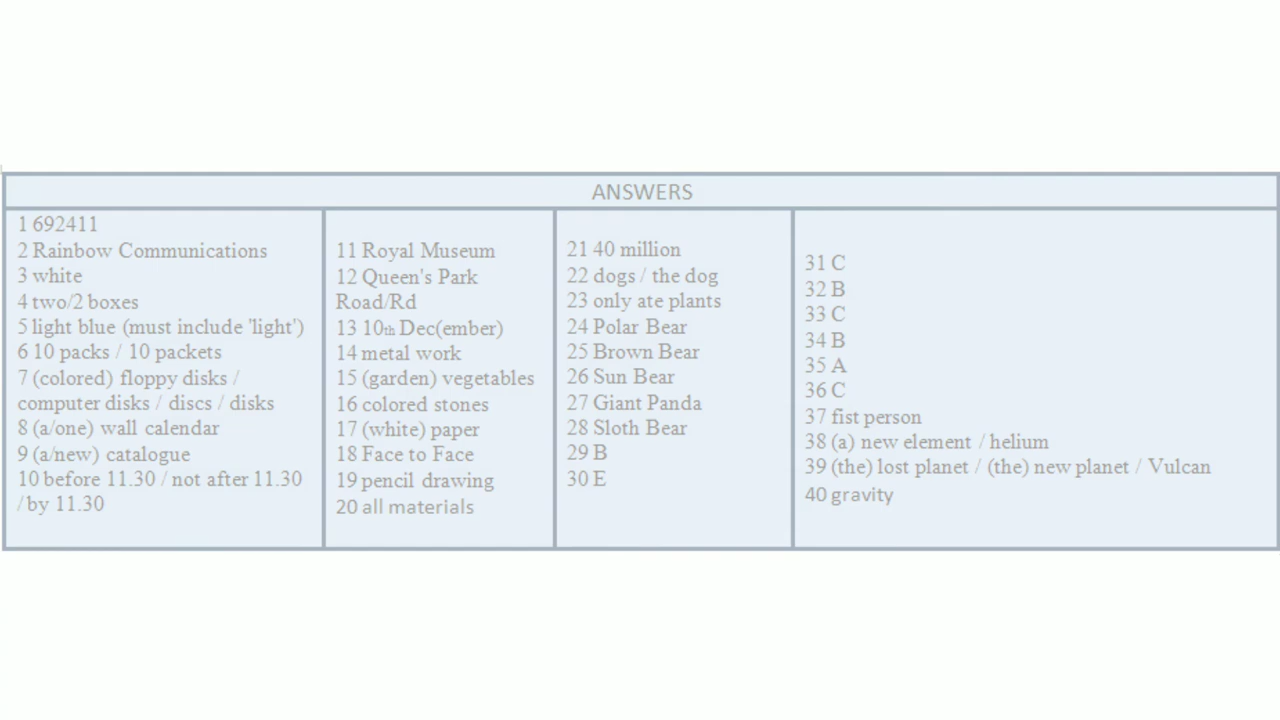 ANSWERS
1 692411
2 Rainbow Communications
3 white
4 two/2 boxes
5 light blue (must include 'light')
6 10 packs / 10 packets
7 (colored) floppy disks /
computer disks / discs / disks
8 (a/one) wall calendar
9 (a/new) catalogue
10 before 11.30 / not after 11.30
/ by 11.30
11 Royal Museum
12 Queen's Park
Road/Rd
13 10th Dec(ember)
14 metal work
15 (garden) vegetables
16 colored stones
17 (white) paper
18 Face to Face
19 pencil drawing
20 all materials
21 40 million
22 dogs / the dog
23 only ate plants
24 Polar Bear
25 Brown Bear
26 Sun Bear
27 Giant Panda
28 Sloth Bear
29 B
30 E
31 C
32 B
33 C
34 B
35 A
36 C
37 fist person
38 (a) new element / helium
39 (the) lost planet / (the) new planet / Vulcan
40 gravity